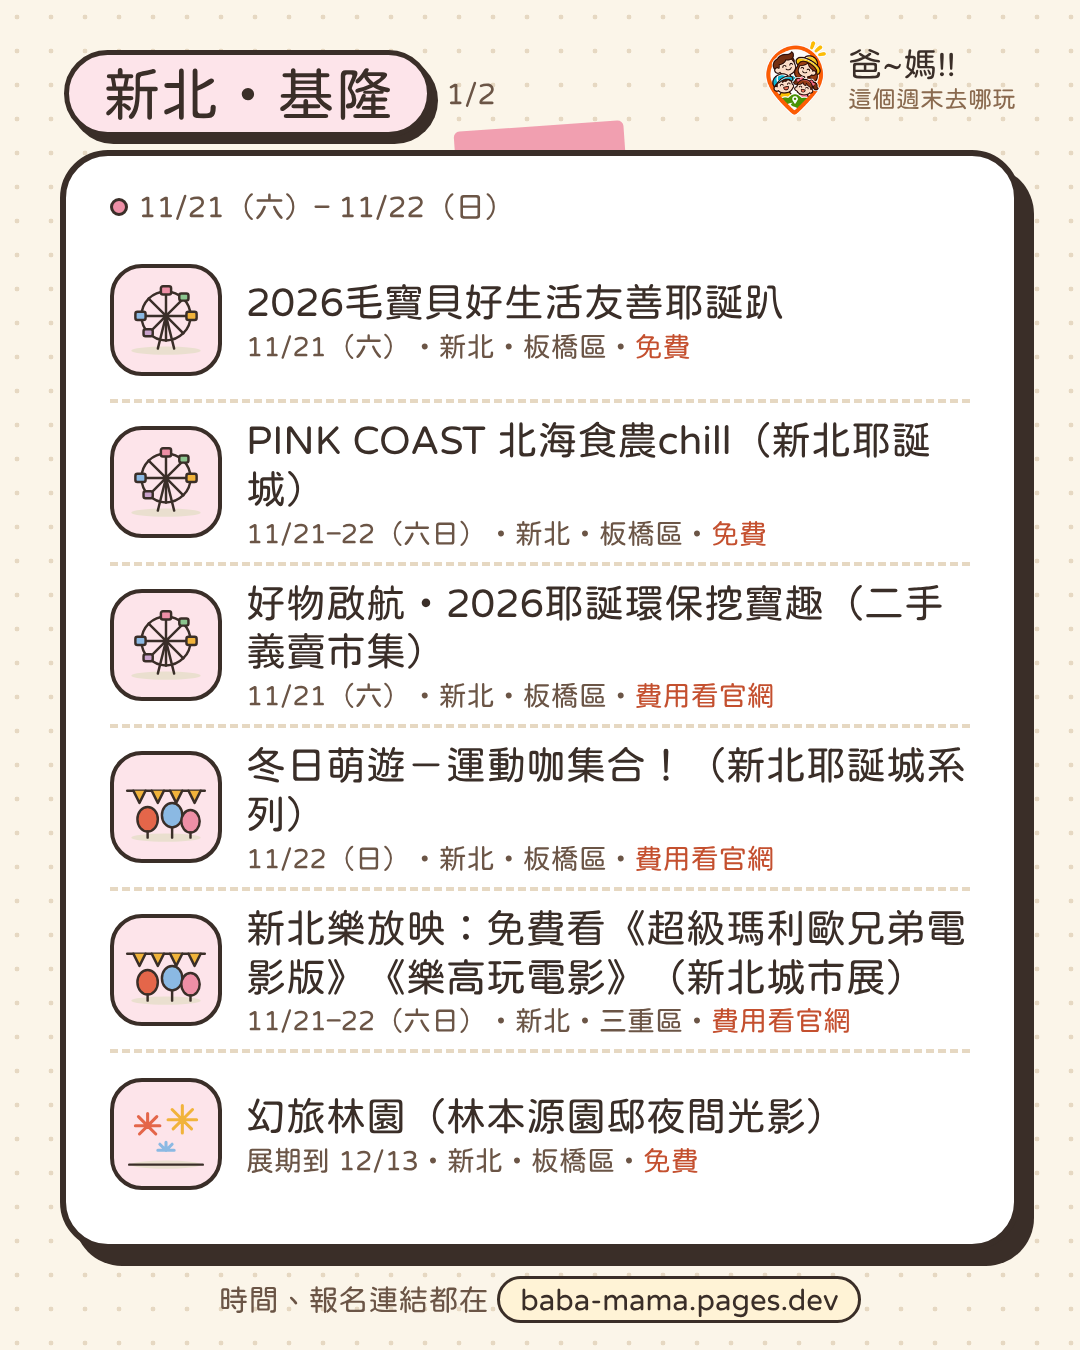 新北・基隆
1/2
爸~媽!!
這個週末去哪玩
11/21（六）– 11/22（日）
2026毛寶貝好生活友善耶誕趴
11/21（六）・新北・板橋區・免費
PINK COAST 北海食農chill（新北耶誕
城）
11/21–22（六日）・新北・板橋區・免費
好物啟航・2026耶誕環保挖寶趣（二手
義賣市集）
11/21（六）・新北・板橋區・費用看官網
冬日萌遊－運動咖集合！（新北耶誕城系
列）
11/22（日）・新北・板橋區・費用看官網
新北樂放映：免費看《超級瑪利歐兄弟電
影版》《樂高玩電影》（新北城市展）
11/21–22（六日）・新北・三重區・費用看官網
幻旅林園（林本源園邸夜間光影）
展期到 12/13・新北・板橋區・免費
時間、報名連結都在 baba-mama.pages.dev